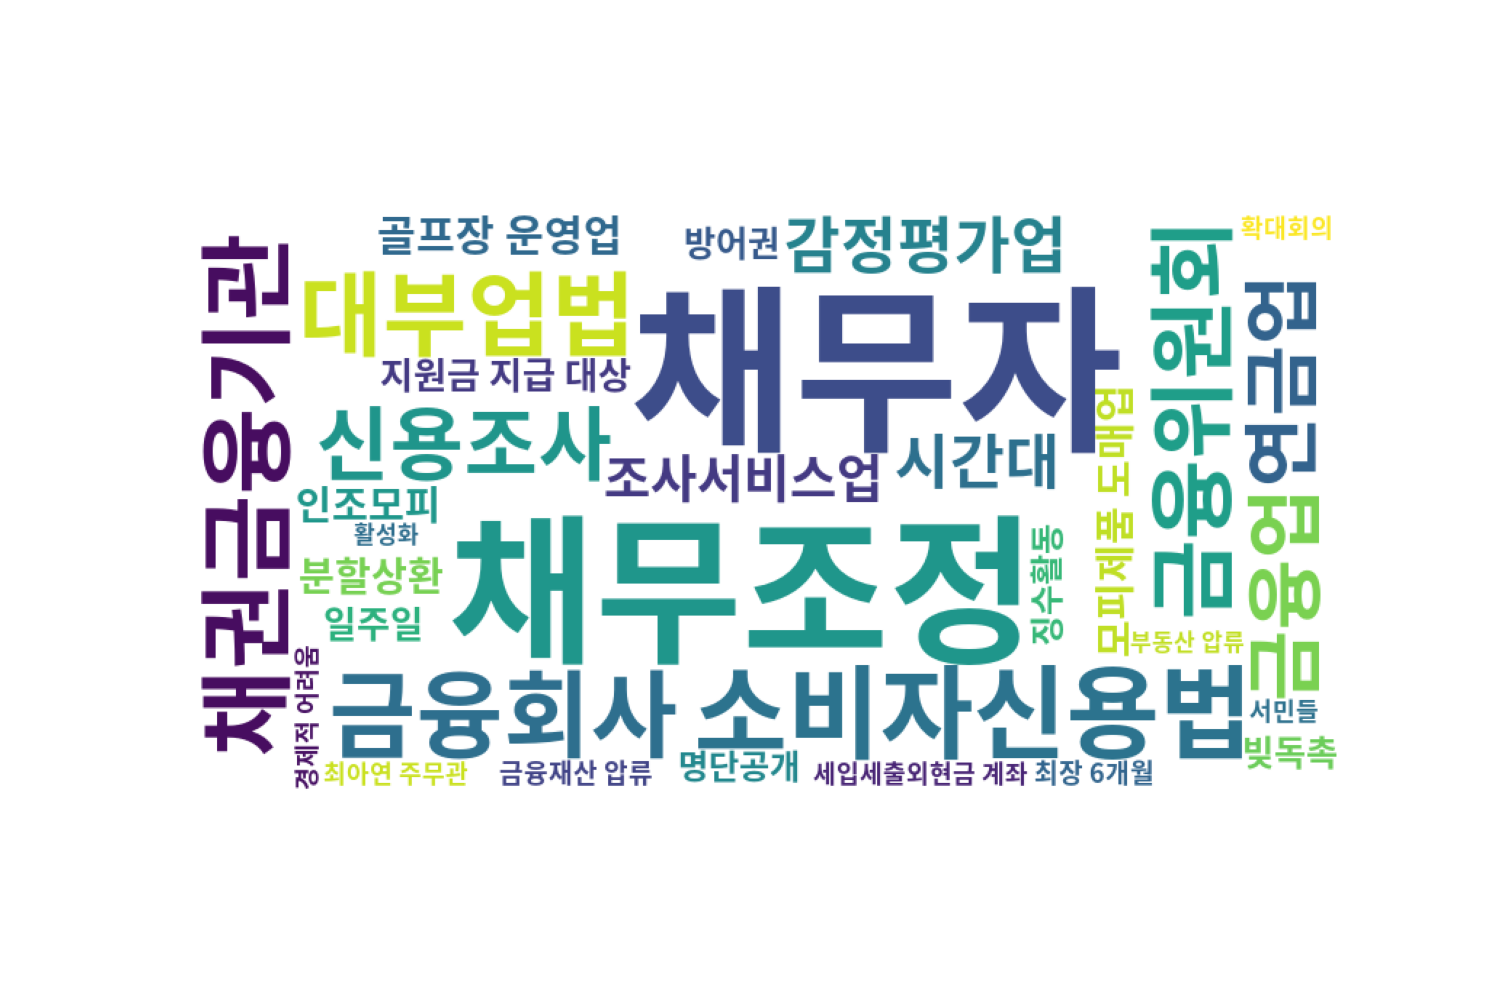 골프장 운영업
방어권
감정평가업
확대회의
대부업법
채무자
지원금 지급 대상
신용조사
조사서비스업
시간대
채권금융기관
금융위원회
연금업
금융업
모피제품 도매업
인조모피
활성화
채무조정
징수활동
분할상환
일주일
부동산 압류
경제적 어려움
금융회사
소비자신용법
서민들
빚독촉
최아연 주무관
금융재산 압류
명단공개
세입세출외현금 계좌
최장 6개월